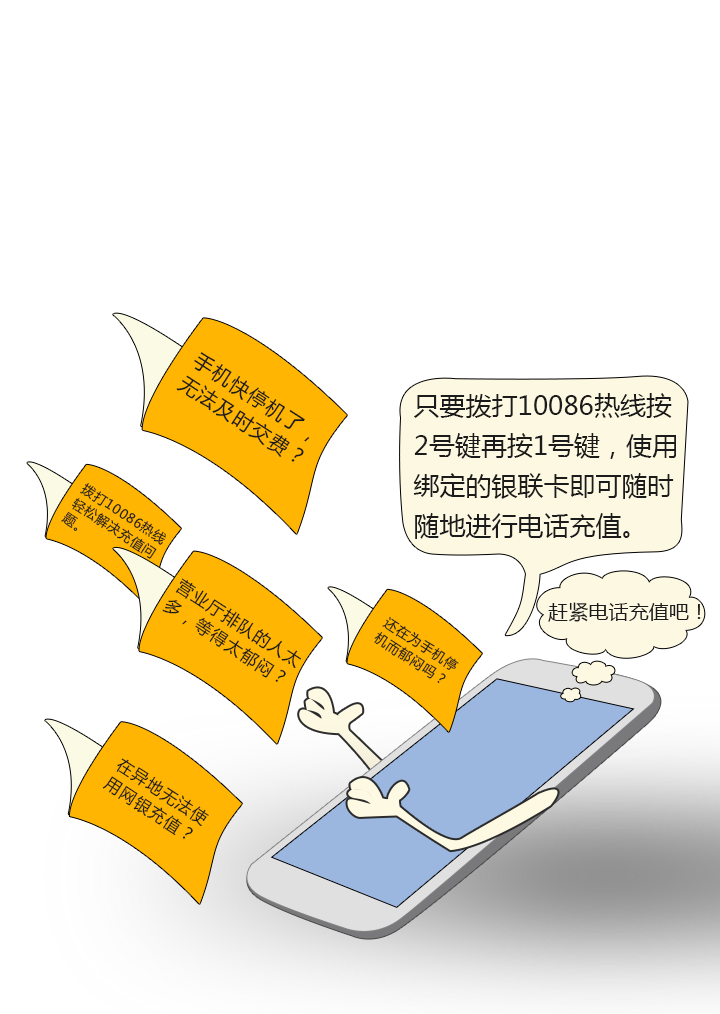 手机快停机了，
无法及时交费？
只要拨打10086热线按
2号键再按1号键，使用
绑定的银联卡即可随时
随地进行电话充值。
拨打10086热线
轻松解决充值问
题。
营业厅排队的人太
多，等得太郁闷？
还在为手机停
机而郁闷吗？
赶紧电话充值吧！
在异地无法使
用网银充值？